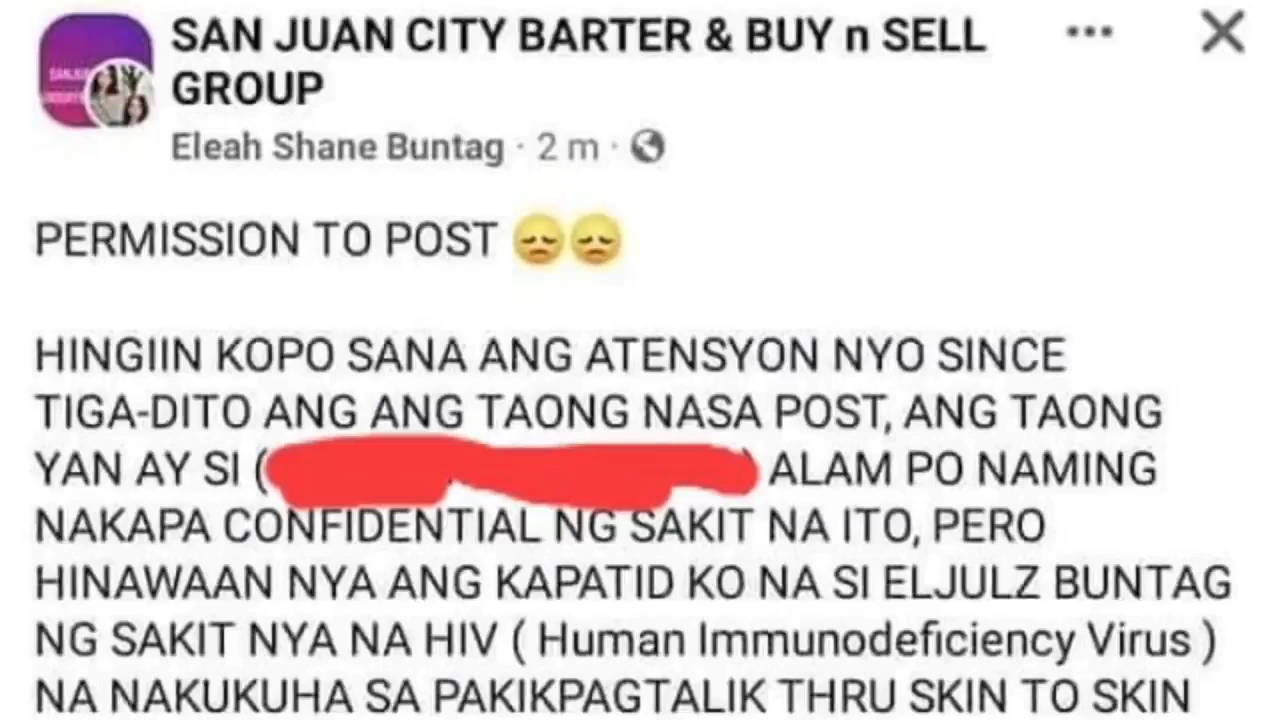 SAN JUAN CITY BARTER & BUY n SELL
GROUP
Eleah Shane Buntag · 2 m ·
PERMISSION TO POST 😞😞
HINGIIN KOPO SANA ANG ATENSYON NYO SINCE
TIGA-DITO ANG ANG TAONG NASA POST, ANG TAONG
YAN AY SI ( ) ALAM PO NAMING
NAKAPA CONFIDENTIAL NG SAKIT NA ITO, PERO
HINAWAAN NYA ANG KAPATID KO NA SI ELJULZ BUNTAG
NG SAKIT NYA NA HIV ( Human Immunodeficiency Virus )
NA NAKUKUHA SA PAKIKPAGTALIK THRU SKIN TO SKIN